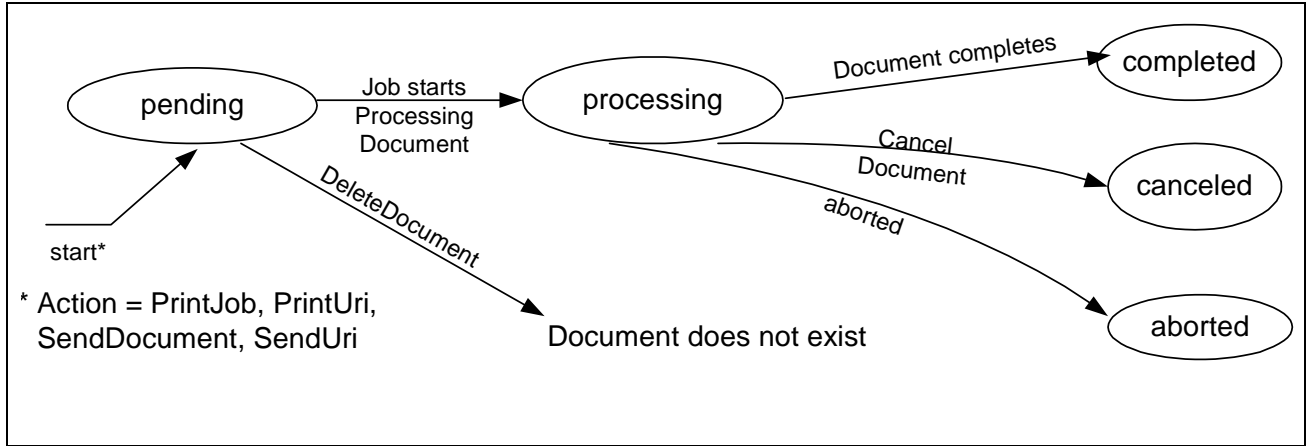 pending
Job starts
Processing
Document
processing
Document completes
completed
Cancel
Document
canceled
aborted
aborted
DeleteDocument
Document does not exist
start*
* Action = PrintJob, PrintUri,
SendDocument, SendUri